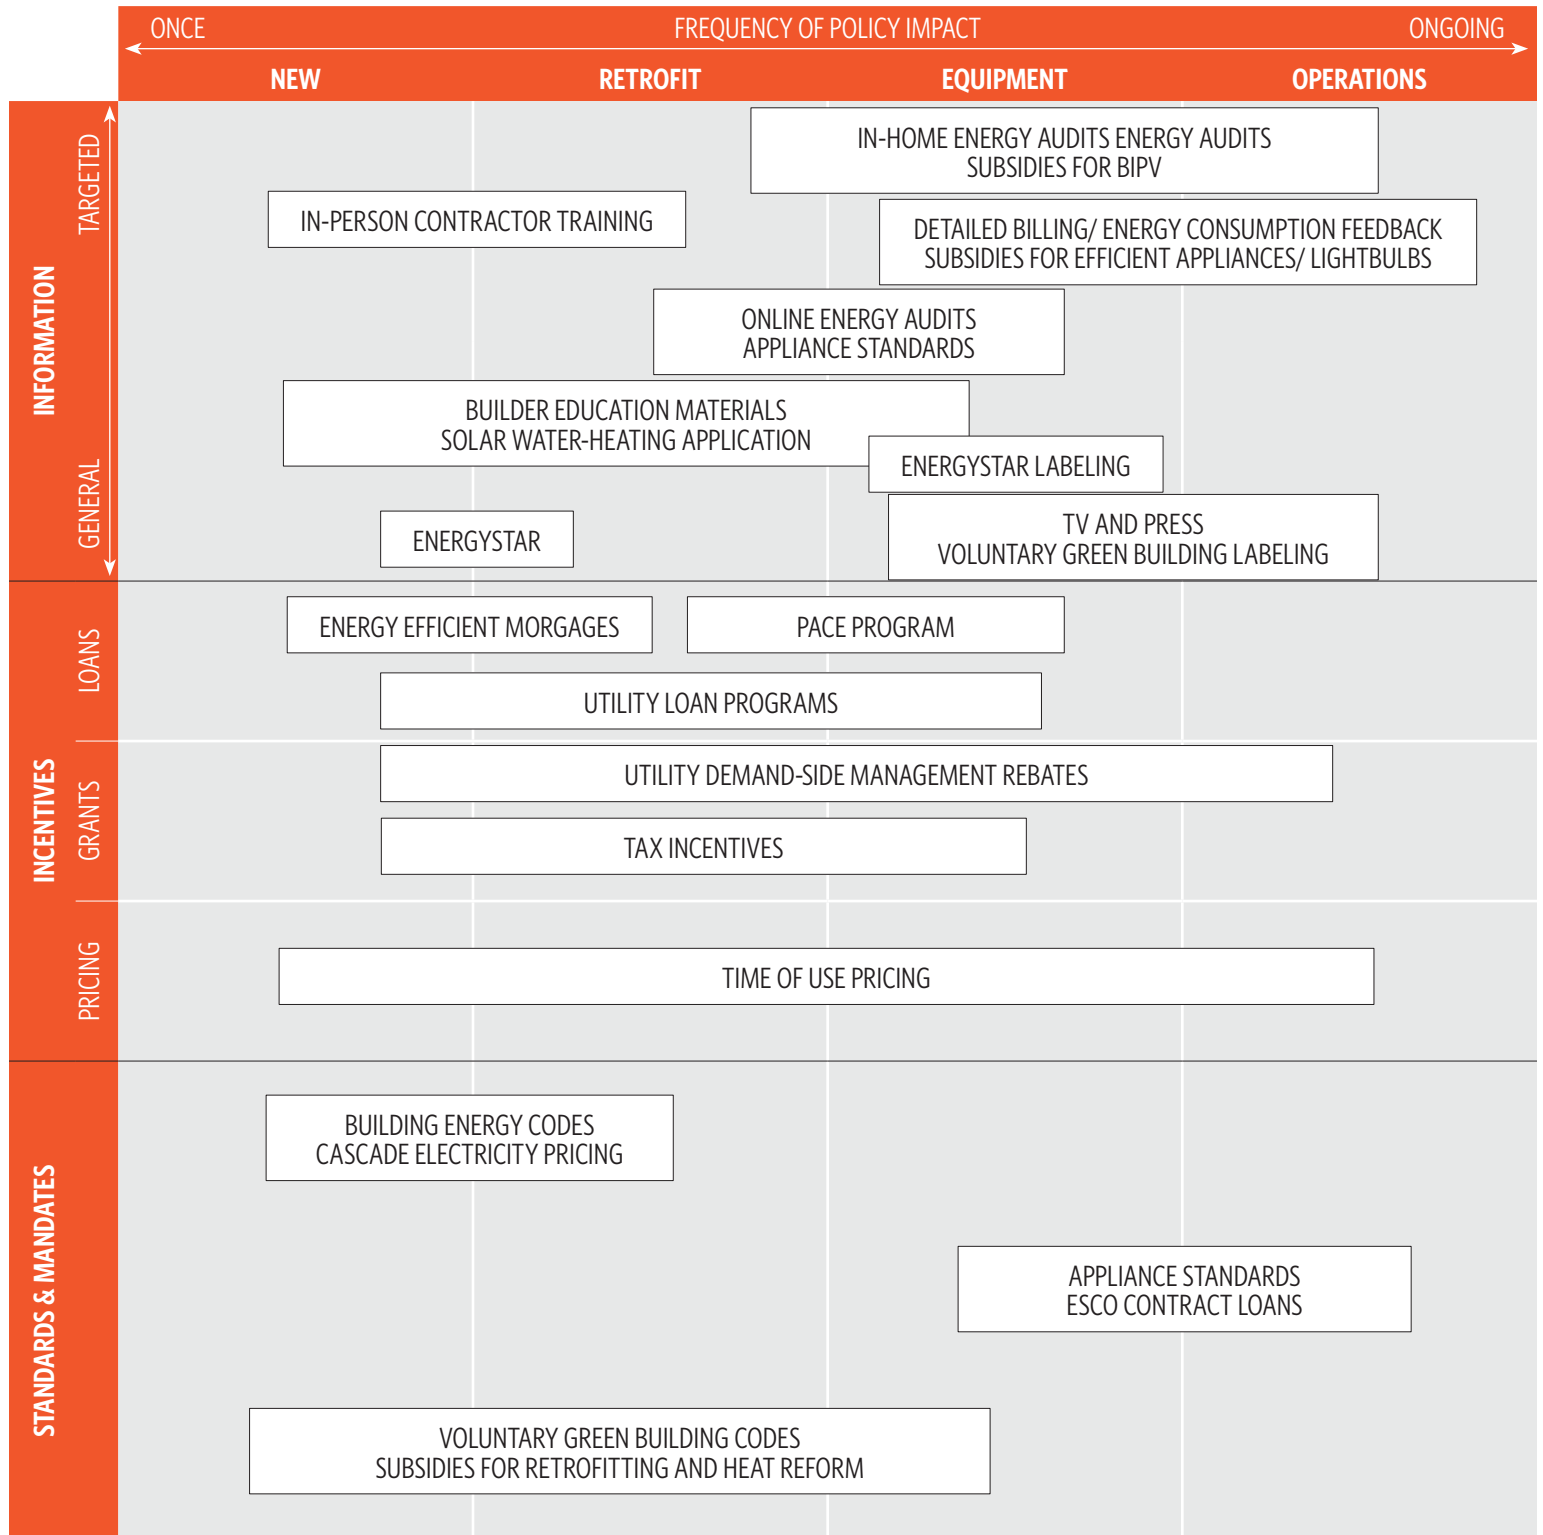 ONCE FREQUENCY OF POLICY IMPACT ONGOING
NEW RETROFIT EQUIPMENT OPERATIONS
INFORMATION
TARGETED
GENERAL
IN-HOME ENERGY AUDITS ENERGY AUDITS
SUBSIDIES FOR BIPV
IN-PERSON CONTRACTOR TRAINING
DETAILED BILLING/ ENERGY CONSUMPTION FEEDBACK
SUBSIDIES FOR EFFICIENT APPLIANCES/ LIGHTBULBS
ONLINE ENERGY AUDITS
APPLIANCE STANDARDS
BUILDER EDUCATION MATERIALS
SOLAR WATER-HEATING APPLICATION
ENERGYSTAR LABELING
TV AND PRESS
VOLUNTARY GREEN BUILDING LABELING
ENERGYSTAR
INCENTIVES
LOANS
ENERGY EFFICIENT MORGAGES
PACE PROGRAM
UTILITY LOAN PROGRAMS
GRANTS
UTILITY DEMAND-SIDE MANAGEMENT REBATES
TAX INCENTIVES
PRICING
TIME OF USE PRICING
STANDARDS & MANDATES
BUILDING ENERGY CODES
CASCADE ELECTRICITY PRICING
APPLIANCE STANDARDS
ESCO CONTRACT LOANS
VOLUNTARY GREEN BUILDING CODES
SUBSIDIES FOR RETROFITTING AND HEAT REFORM